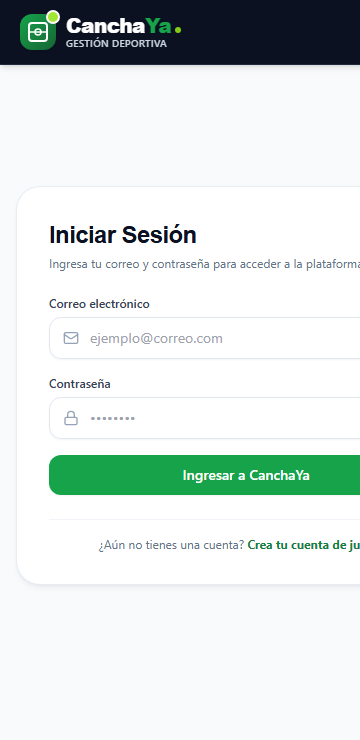 CanchaYa.
GESTIÓN DEPORTIVA
Iniciar Sesión
Ingresa tu correo y contraseña para acceder a la plataforma
Correo electrónico
ejemplo@correo.com
Contraseña
••••••••
Ingresar a CanchaYa
¿Aún no tienes una cuenta? Crea tu cuenta de ju